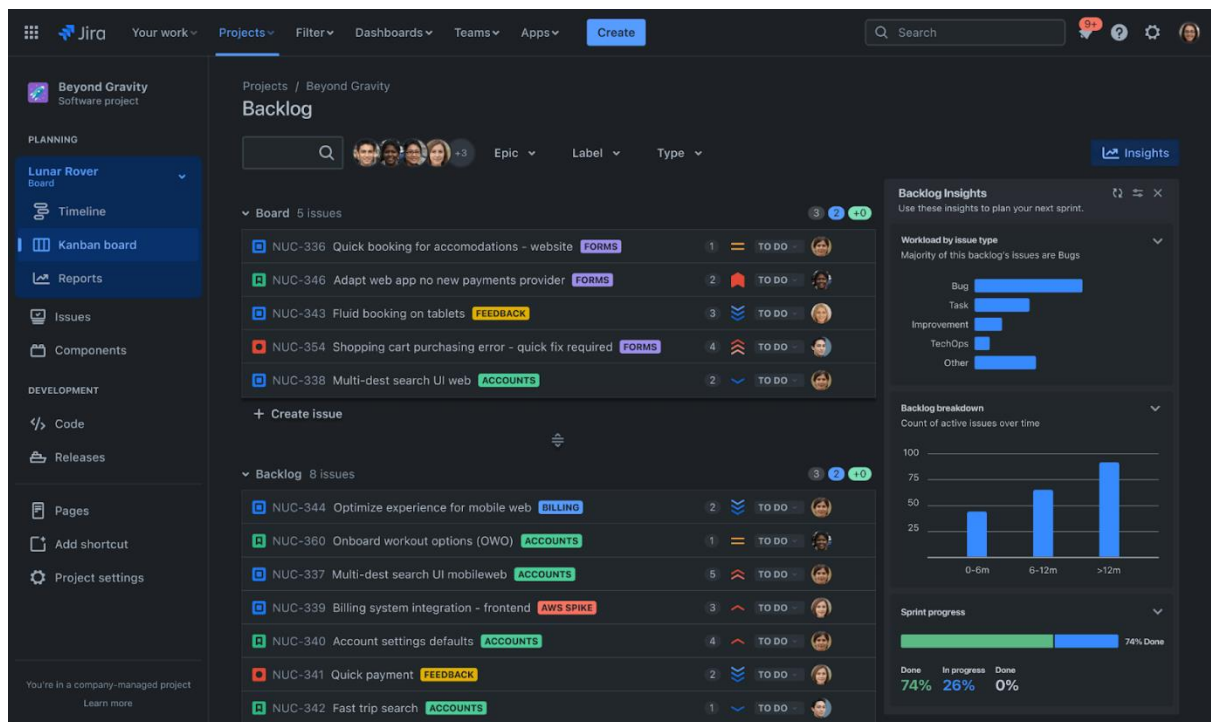 Jira Your work Projects Filter Dashboards Teams Apps Create Search 9+
Beyond Gravity
Software project
PLANNING
Lunar Rover
Board
Timeline
Kanban board
Reports
Issues
Components
DEVELOPMENT
Code
Releases
Pages
Add shortcut
Project settings
You're in a company-managed project
Learn more
Projects / Beyond Gravity
Backlog
+3 Epic Label Type
Insights
Board 5 issues 3 2 +0
NUC-336 Quick booking for accomodations - website FORMS 1 TO DO
NUC-346 Adapt web app no new payments provider FORMS 2 TO DO
NUC-343 Fluid booking on tablets FEEDBACK 3 TO DO
NUC-354 Shopping cart purchasing error - quick fix required FORMS 4 TO DO
NUC-338 Multi-dest search UI web ACCOUNTS 2 TO DO
+ Create issue
Backlog 8 issues 3 2 +0
NUC-344 Optimize experience for mobile web BILLING 2 TO DO
NUC-360 Onboard workout options (OWO) ACCOUNTS 1 TO DO
NUC-337 Multi-dest search UI mobileweb ACCOUNTS 5 TO DO
NUC-339 Billing system integration - frontend AWS SPIKE 3 TO DO
NUC-340 Account settings defaults ACCOUNTS 4 TO DO
NUC-341 Quick payment FEEDBACK 2 TO DO
NUC-342 Fast trip search ACCOUNTS 1 TO DO
Backlog Insights
Use these insights to plan your next sprint.
Workload by issue type
Majority of this backlog's issues are Bugs
Bug
Task
Improvement
TechOps
Other
Backlog breakdown
Count of active issues over time
100
75
50
25
0-6m 6-12m >12m
Sprint progress
74% Done
Done In progress Done
74% 26% 0%